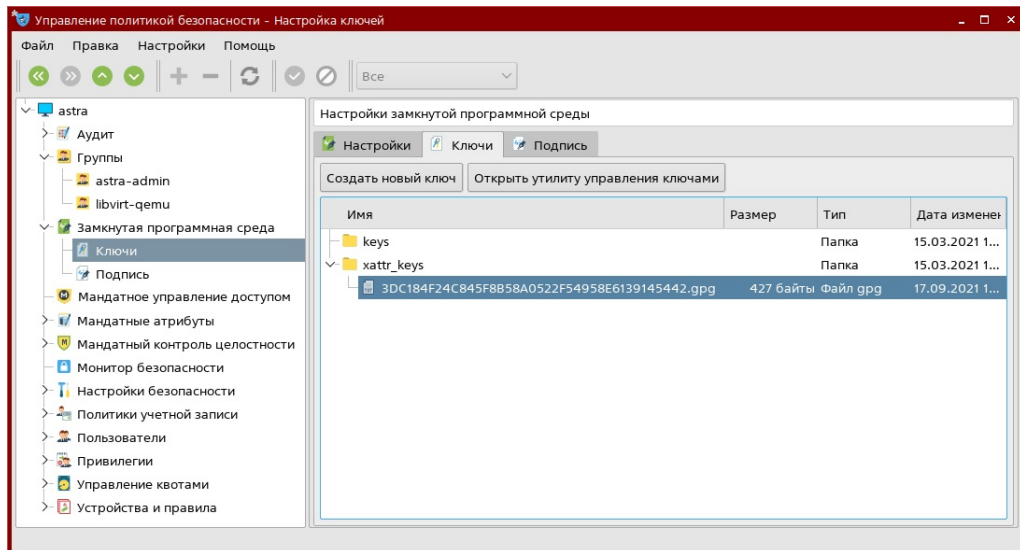 Управление политикой безопасности - Настройка ключей
Файл Правка Настройки Помощь
Все
astra
Аудит
Группы
astra-admin
libvirt-qemu
Замкнутая программная среда
Ключи
Подпись
Мандатное управление доступом
Мандатные атрибуты
Мандатный контроль целостности
Монитор безопасности
Настройки безопасности
Политики учетной записи
Пользователи
Привилегии
Управление квотами
Устройства и правила
Настройки замкнутой программной среды
Настройки Ключи Подпись
Создать новый ключ Открыть утилиту управления ключами
Имя Размер Тип Дата изменен
keys Папка 15.03.2021 1...
xattr_keys Папка 15.03.2021 1...
3DC184F24C845F8B58A0522F54958E6139145442.gpg 427 байты Файл gpg 17.09.2021 1...